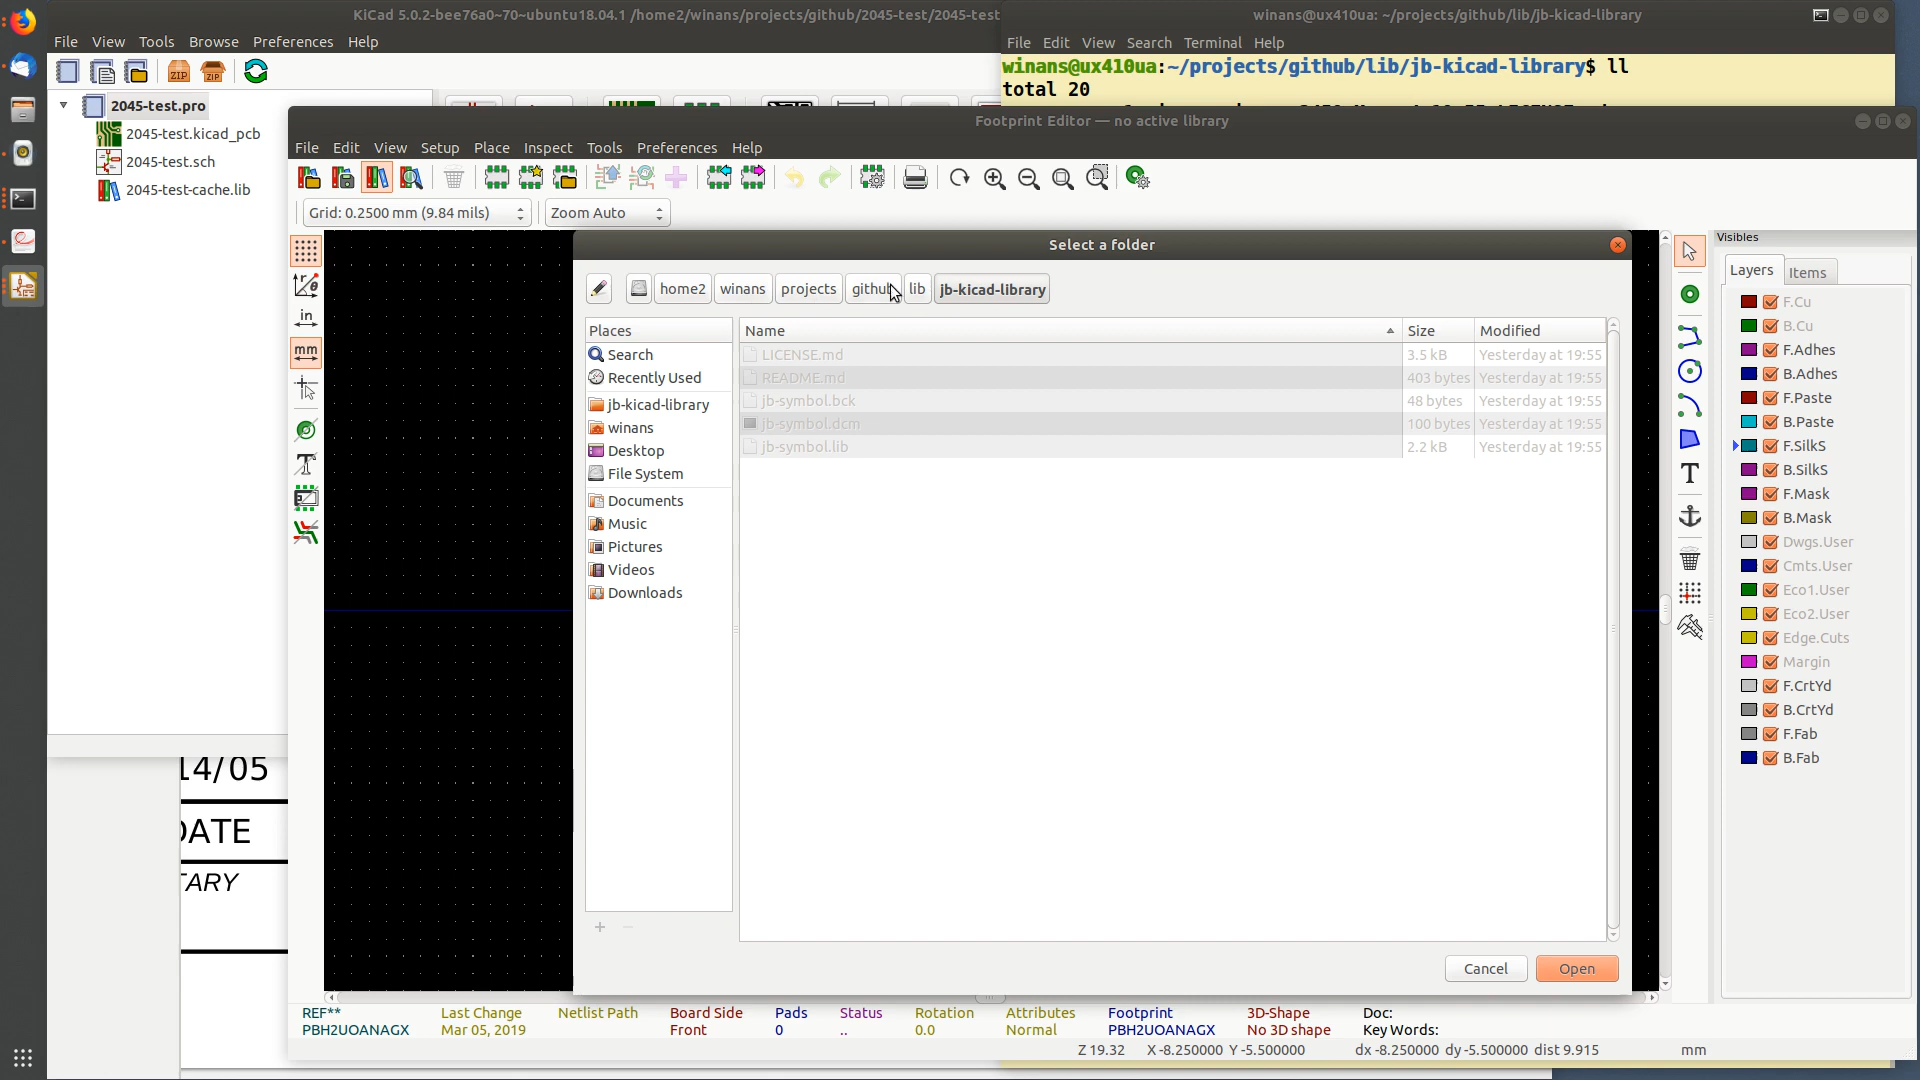 KiCad 5.0.2-bee76a0~70~ubuntu18.04.1 /home2/winans/projects/github/2045-test/2045-test
File View Tools Browse Preferences Help
ZIP
ZIP
2045-test.pro
2045-test.kicad_pcb
2045-test.sch
2045-test-cache.lib
winans@ux410ua: ~/projects/github/lib/jb-kicad-library
File Edit View Search Terminal Help
winans@ux410ua:~/projects/github/lib/jb-kicad-library$ ll
total 20
Footprint Editor — no active library
File Edit View Setup Place Inspect Tools Preferences Help
Grid: 0.2500 mm (9.84 mils)
Zoom Auto
in
mm
Select a folder
home2 winans projects github lib jb-kicad-library
Places
Search
Recently Used
jb-kicad-library
winans
Desktop
File System
Documents
Music
Pictures
Videos
Downloads
Name Size Modified
LICENSE.md 3.5 kB Yesterday at 19:55
README.md 403 bytes Yesterday at 19:55
jb-symbol.bck 48 bytes Yesterday at 19:55
jb-symbol.dcm 100 bytes Yesterday at 19:55
jb-symbol.lib 2.2 kB Yesterday at 19:55
Cancel Open
Visibles
Layers Items
F.Cu
B.Cu
F.Adhes
B.Adhes
F.Paste
B.Paste
F.SilkS
B.SilkS
F.Mask
B.Mask
Dwgs.User
Cmts.User
Eco1.User
Eco2.User
Edge.Cuts
Margin
F.CrtYd
B.CrtYd
F.Fab
B.Fab
14/05
DATE
TARY
REF** Last Change Netlist Path Board Side Pads Status Rotation Attributes Footprint 3D-Shape Doc:
PBH2UOANAGX Mar 05, 2019 Front 0 .. 0.0 Normal PBH2UOANAGX No 3D shape Key Words:
Z 19.32 X -8.250000 Y -5.500000 dx -8.250000 dy -5.500000 dist 9.915 mm